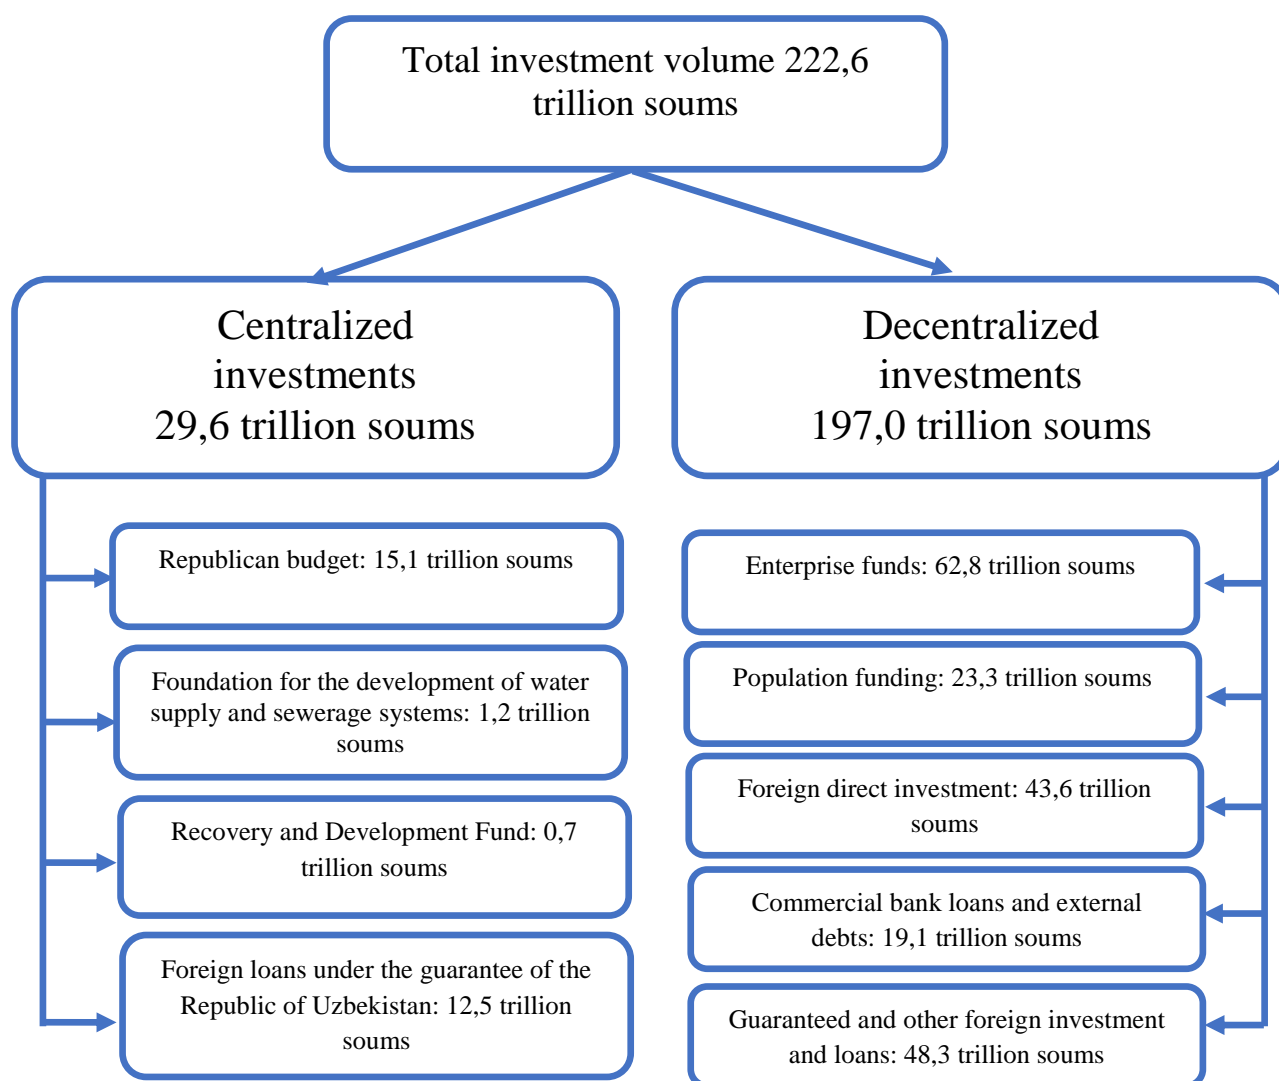 Total investment volume 222,6
trillion soums
Centralized
investments
29,6 trillion soums
Decentralized
investments
197,0 trillion soums
Republican budget: 15,1 trillion soums
Foundation for the development of water
supply and sewerage systems: 1,2 trillion
soums
Recovery and Development Fund: 0,7
trillion soums
Foreign loans under the guarantee of the
Republic of Uzbekistan: 12,5 trillion
soums
Enterprise funds: 62,8 trillion soums
Population funding: 23,3 trillion soums
Foreign direct investment: 43,6 trillion
soums
Commercial bank loans and external
debts: 19,1 trillion soums
Guaranteed and other foreign investment
and loans: 48,3 trillion soums